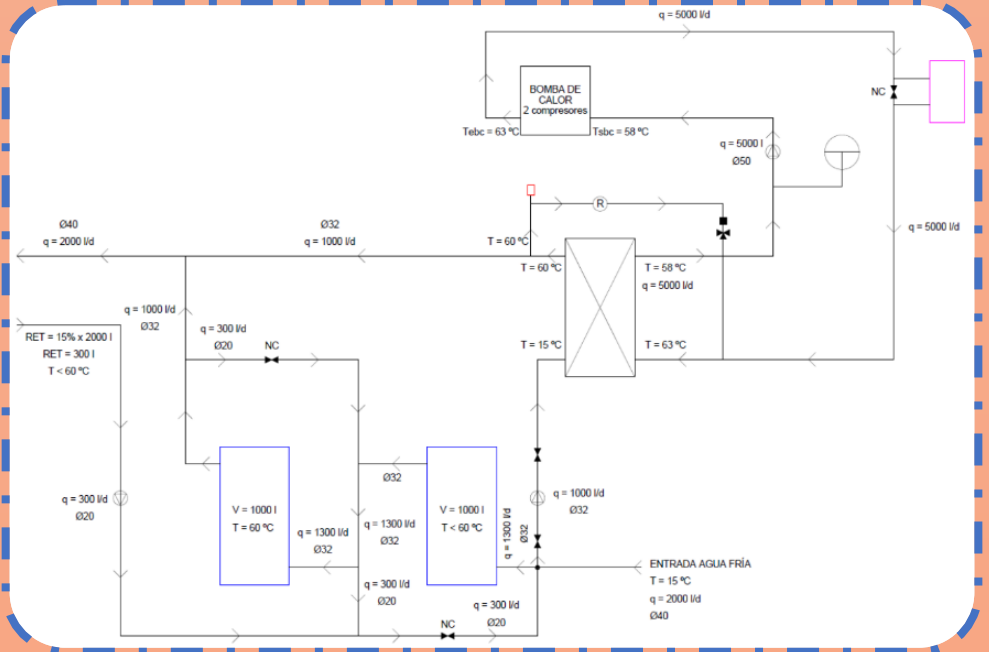 q = 5000 l/d
BOMBA DE
CALOR
2 compresores
NC
Tebc = 63 ºC
Tsbc = 58 ºC
q = 5000 l
Ø50
R
Ø40
q = 2000 l/d
Ø32
q = 1000 l/d
T = 60 ºC
q = 5000 l/d
T = 60 ºC
T = 58 ºC
q = 5000 l/d
q = 1000 l/d
Ø32
q = 300 l/d
Ø20
NC
RET = 15% x 2000 l
RET = 300 l
T < 60 ºC
T = 15 ºC
T = 63 ºC
Ø32
q = 300 l/d
Ø20
V = 1000 l
T = 60 ºC
q = 1300 l/d
Ø32
q = 1300 l/d
Ø32
V = 1000 l
T < 60 ºC
q = 1300 l/d
Ø32
q = 1000 l/d
Ø32
ENTRADA AGUA FRÍA
T = 15 ºC
q = 2000 l/d
Ø40
q = 300 l/d
Ø20
q = 300 l/d
Ø20
NC